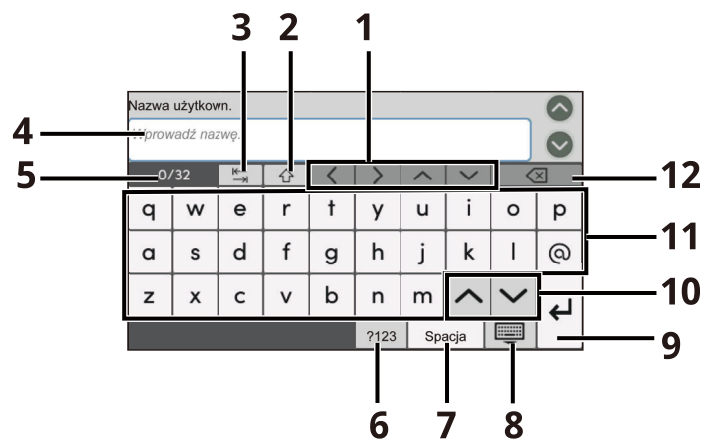 3 2 1
Nazwa użytkown.
4 Wprowadź nazwę.
5 0/32 12
q w e r t y u i o p
11
a s d f g h j k l @
z x c v b n m 10
?123 Spacja 9
6 7 8